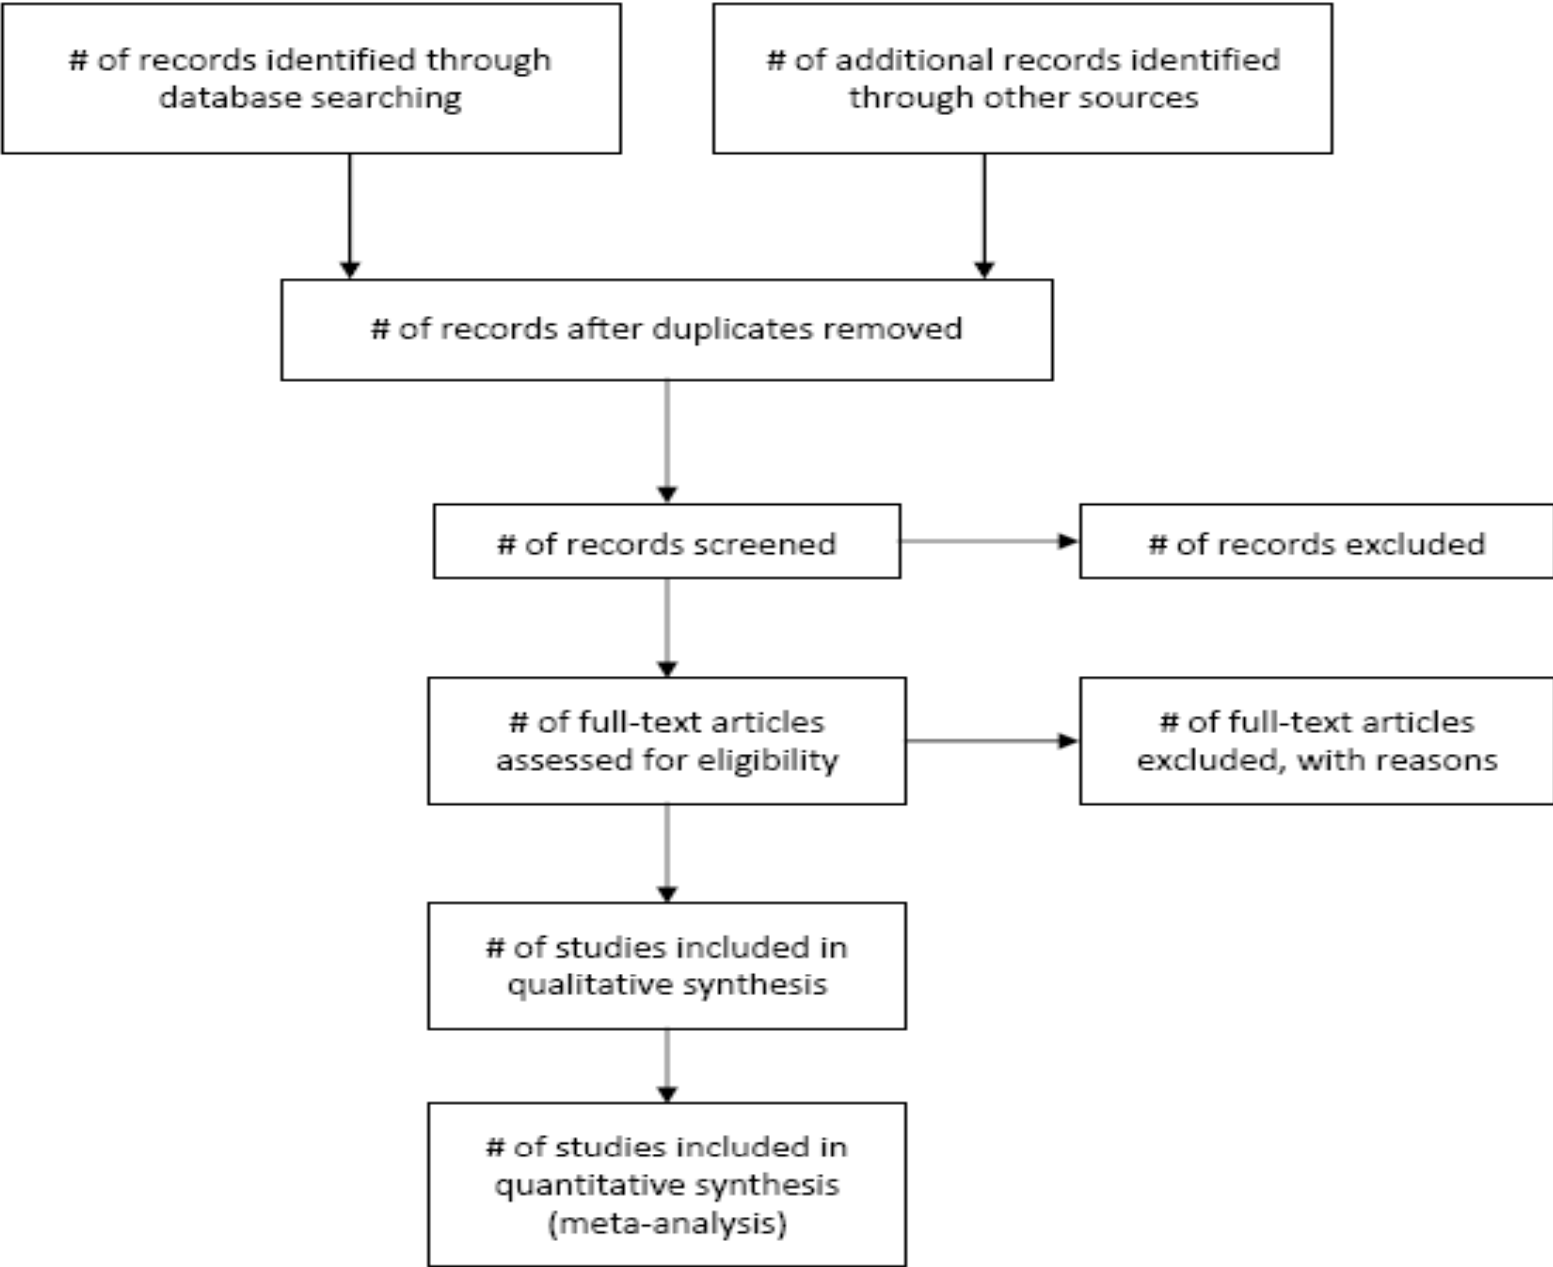 # of records identified through
database searching
# of additional records identified
through other sources
# of records after duplicates removed
# of records screened
# of records excluded
# of full-text articles
assessed for eligibility
# of full-text articles
excluded, with reasons
# of studies included in
qualitative synthesis
# of studies included in
quantitative synthesis
(meta-analysis)